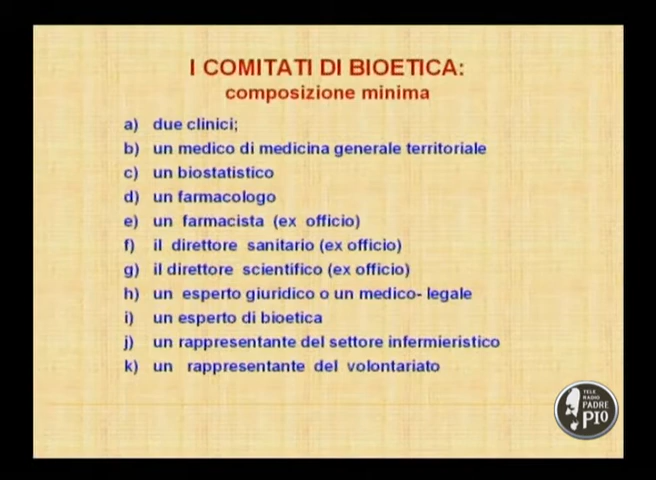 I COMITATI DI BIOETICA:
composizione minima
a) due clinici;
b) un medico di medicina generale territoriale
c) un biostatistico
d) un farmacologo
e) un farmacista (ex officio)
f) il direttore sanitario (ex officio)
g) il direttore scientifico (ex officio)
h) un esperto giuridico o un medico- legale
i) un esperto di bioetica
j) un rappresentante del settore infermieristico
k) un rappresentante del volontariato
TELE
RADIO
PADRE
PIO